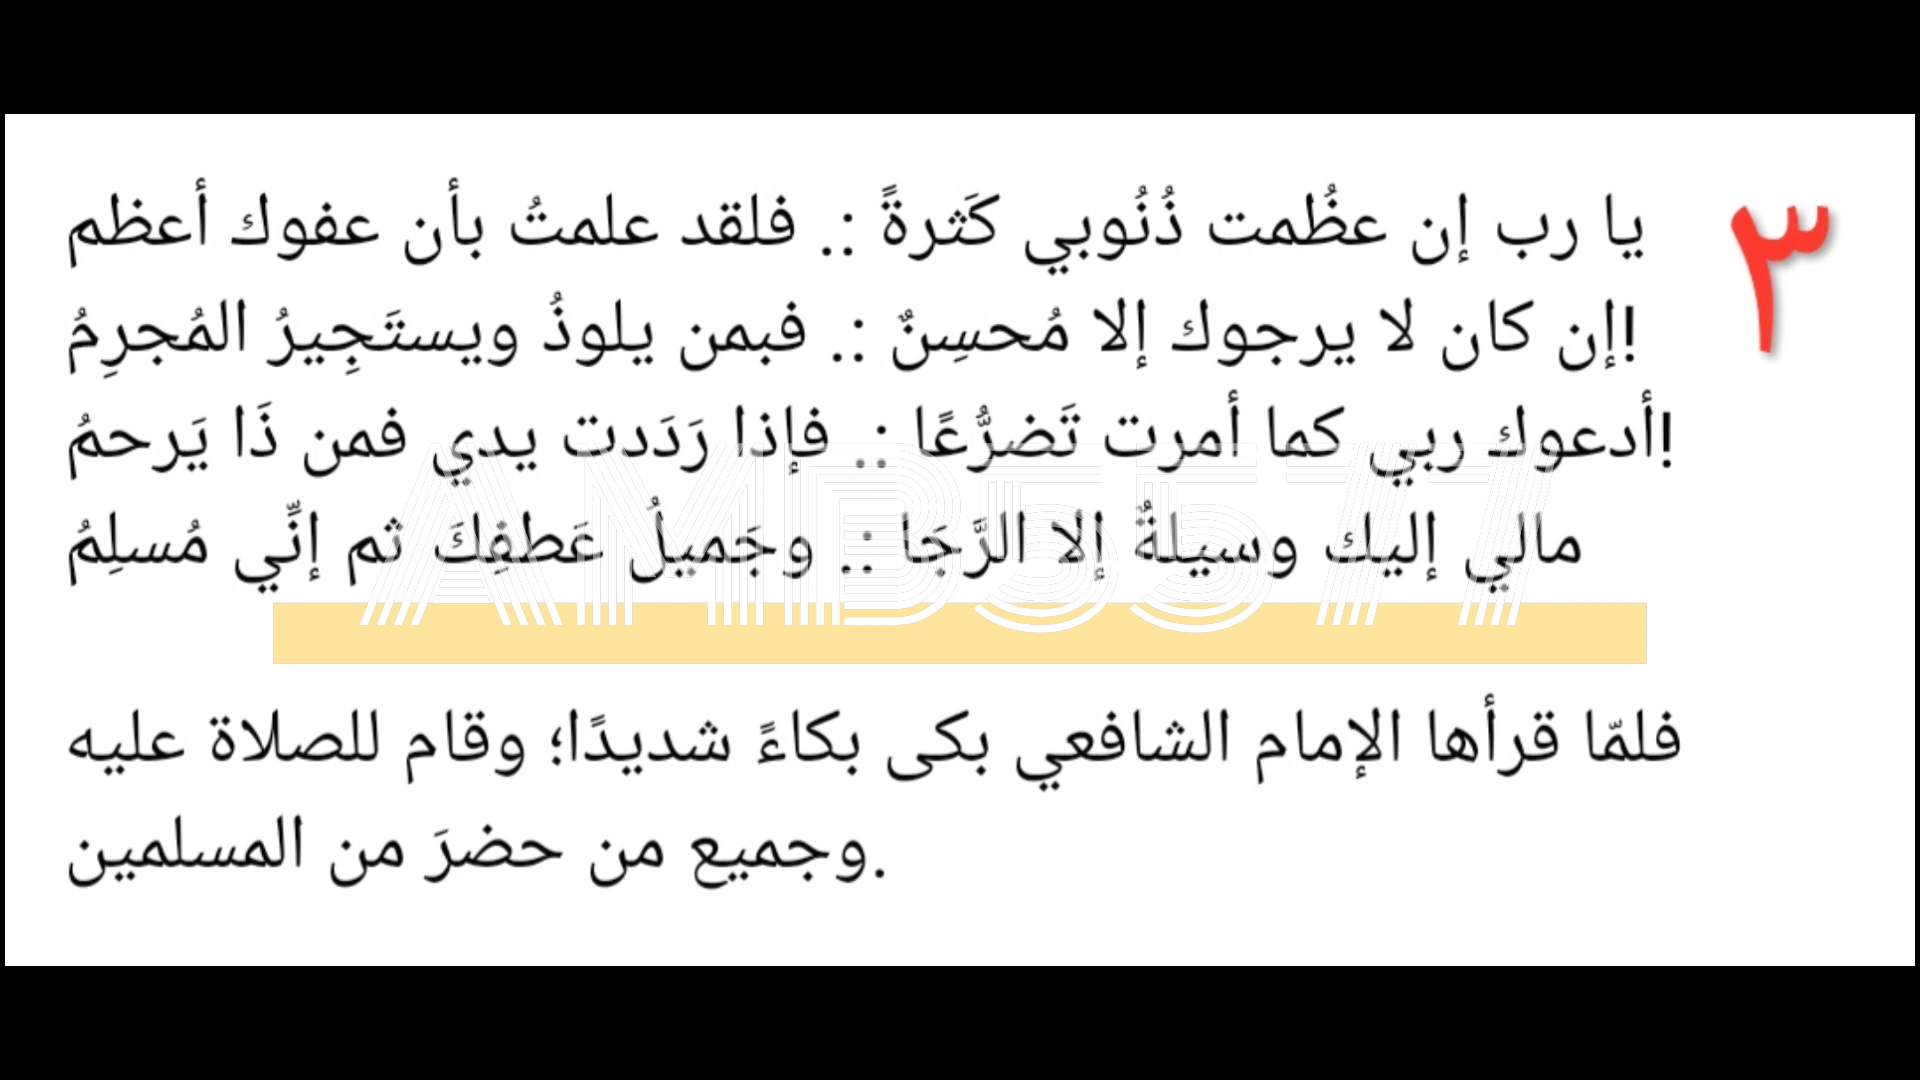 ٣
يا رب إن عظُمت ذُنُوبي كَثرةً :. فلقد علمتُ بأن عفوك أعظم
!إن كان لا يرجوك إلا مُحسِنٌ :. فبمن يلوذُ ويستَجِيرُ المُجرِمُ
!أدعوك ربي كما أمرت تَضرُّعًا :. فإذا رَدَدت يدي فمن ذَا يَرحمُ
مالي إليك وسيلةٌ إلا الرَّجَا :. وجَميلُ عَطفِكَ ثم إنِّي مُسلِمُ
AMB5577
فلمّا قرأها الإمام الشافعي بكى بكاءً شديدًا؛ وقام للصلاة عليه
.وجميع من حضرَ من المسلمين